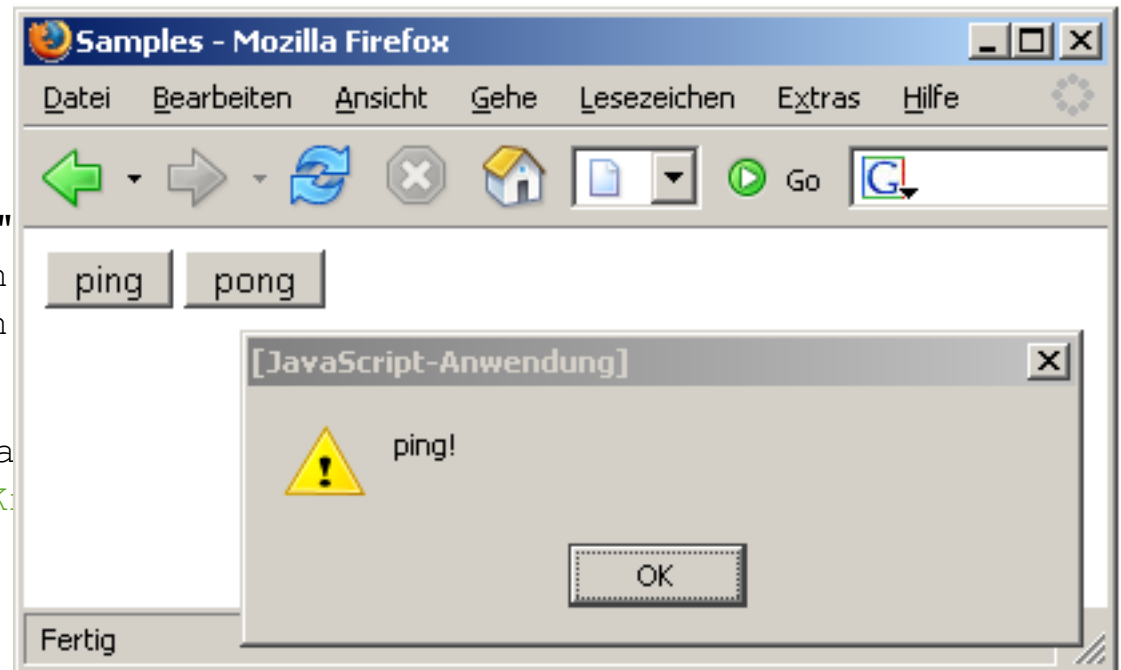 Samples - Mozilla Firefox
Datei Bearbeiten Ansicht Gehe Lesezeichen Extras Hilfe
Go G
"
ping pong
n
n
[JavaScript-Anwendung]
ping!
a
OK
Fertig